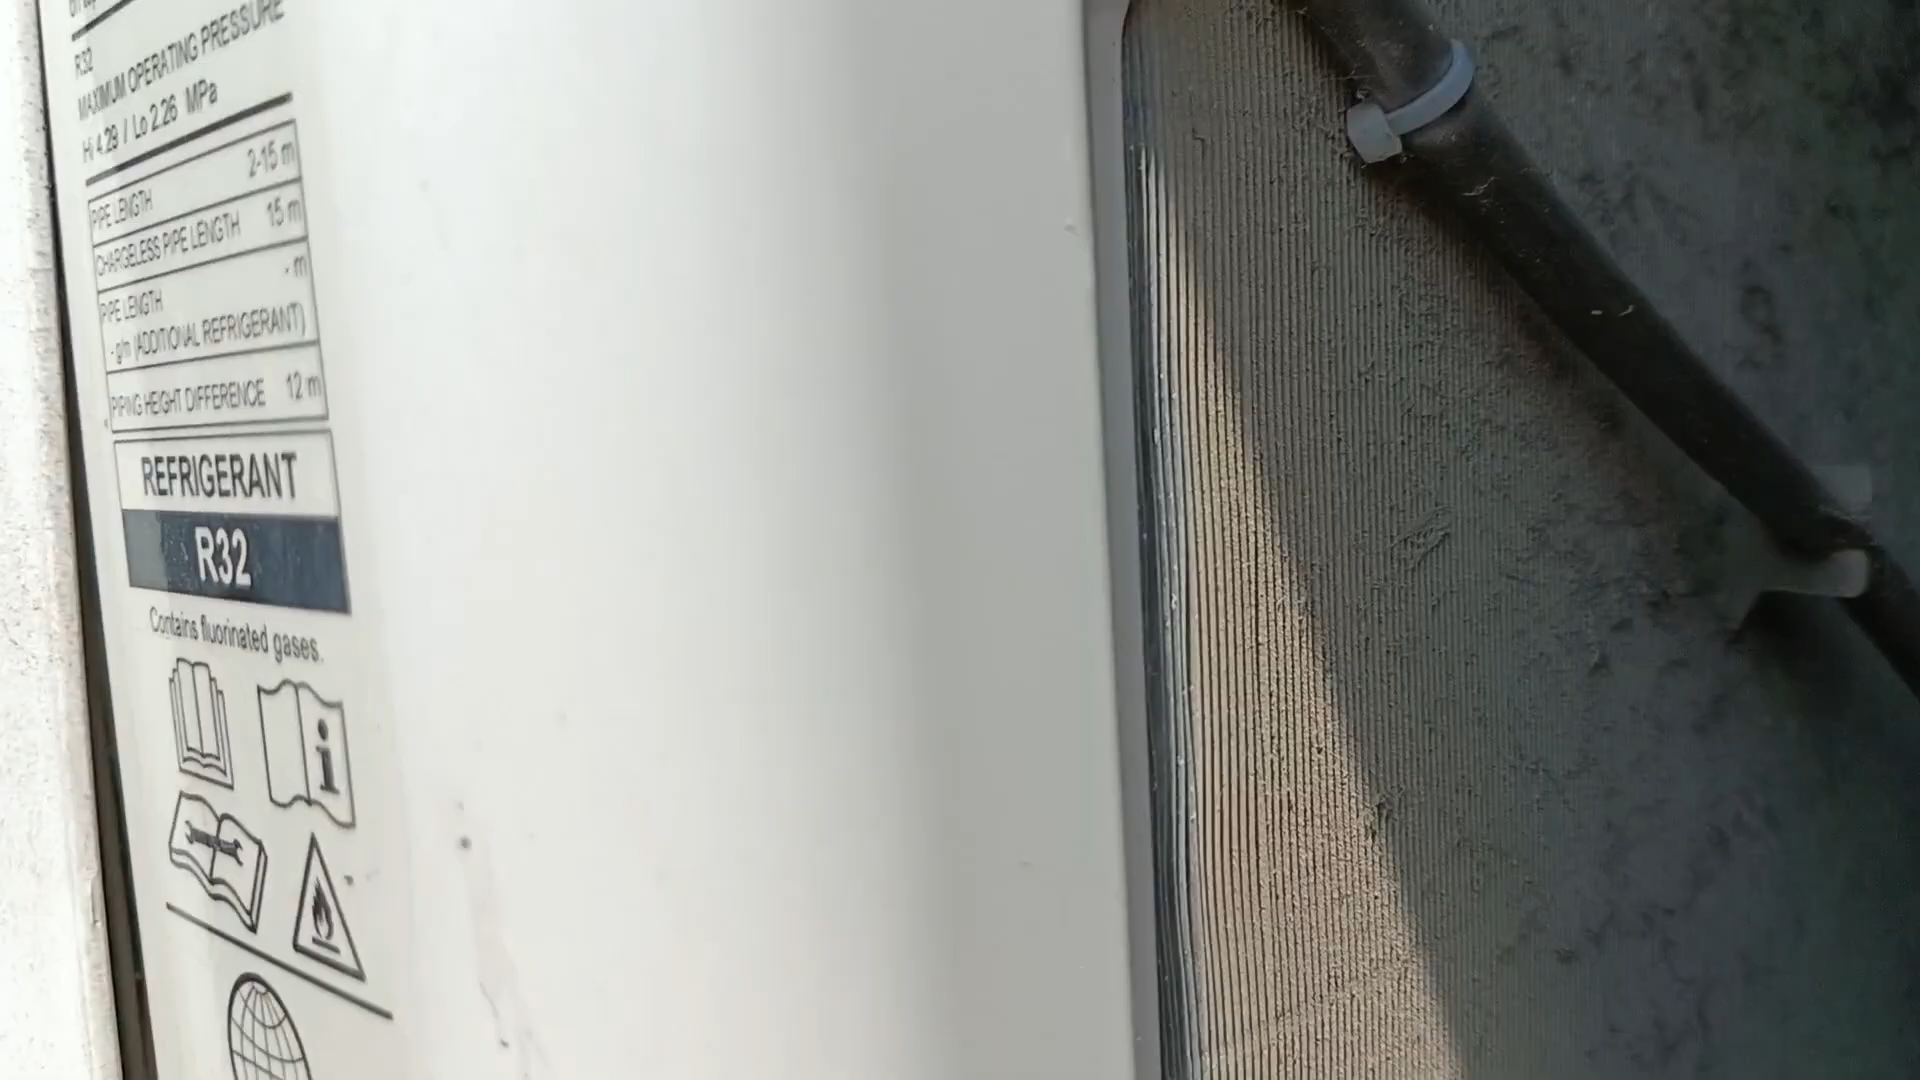 R32
MAXIMUM OPERATING PRESSURE
Hi 4.29 / Lo 2.26 MPa
PIPE LENGTH 2-15 m
CHARGELESS PIPE LENGTH 15 m
PIPE LENGTH - m
- g/m (ADDITIONAL REFRIGERANT)
PIPING HEIGHT DIFFERENCE 12 m
REFRIGERANT
R32
Contains fluorinated gases.
i